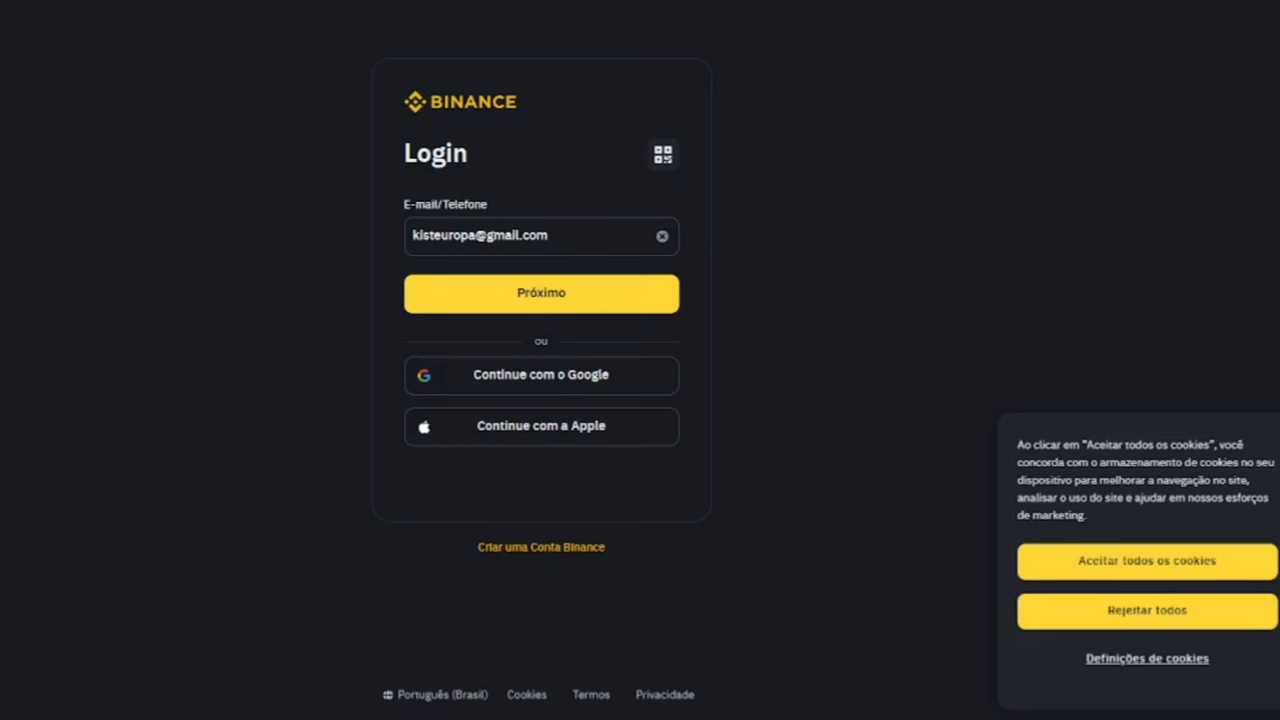 BINANCE
Login
E-mail/Telefone
kisteuropa@gmail.com
Próximo
ou
Continue com o Google
Continue com a Apple
Criar uma Conta Binance
Ao clicar em "Aceitar todos os cookies", você
concorda com o armazenamento de cookies no seu
dispositivo para melhorar a navegação no site,
analisar o uso do site e ajudar em nossos esforços
de marketing.
Aceitar todos os cookies
Rejeitar todos
Definições de cookies
Português (Brasil) Cookies Termos Privacidade